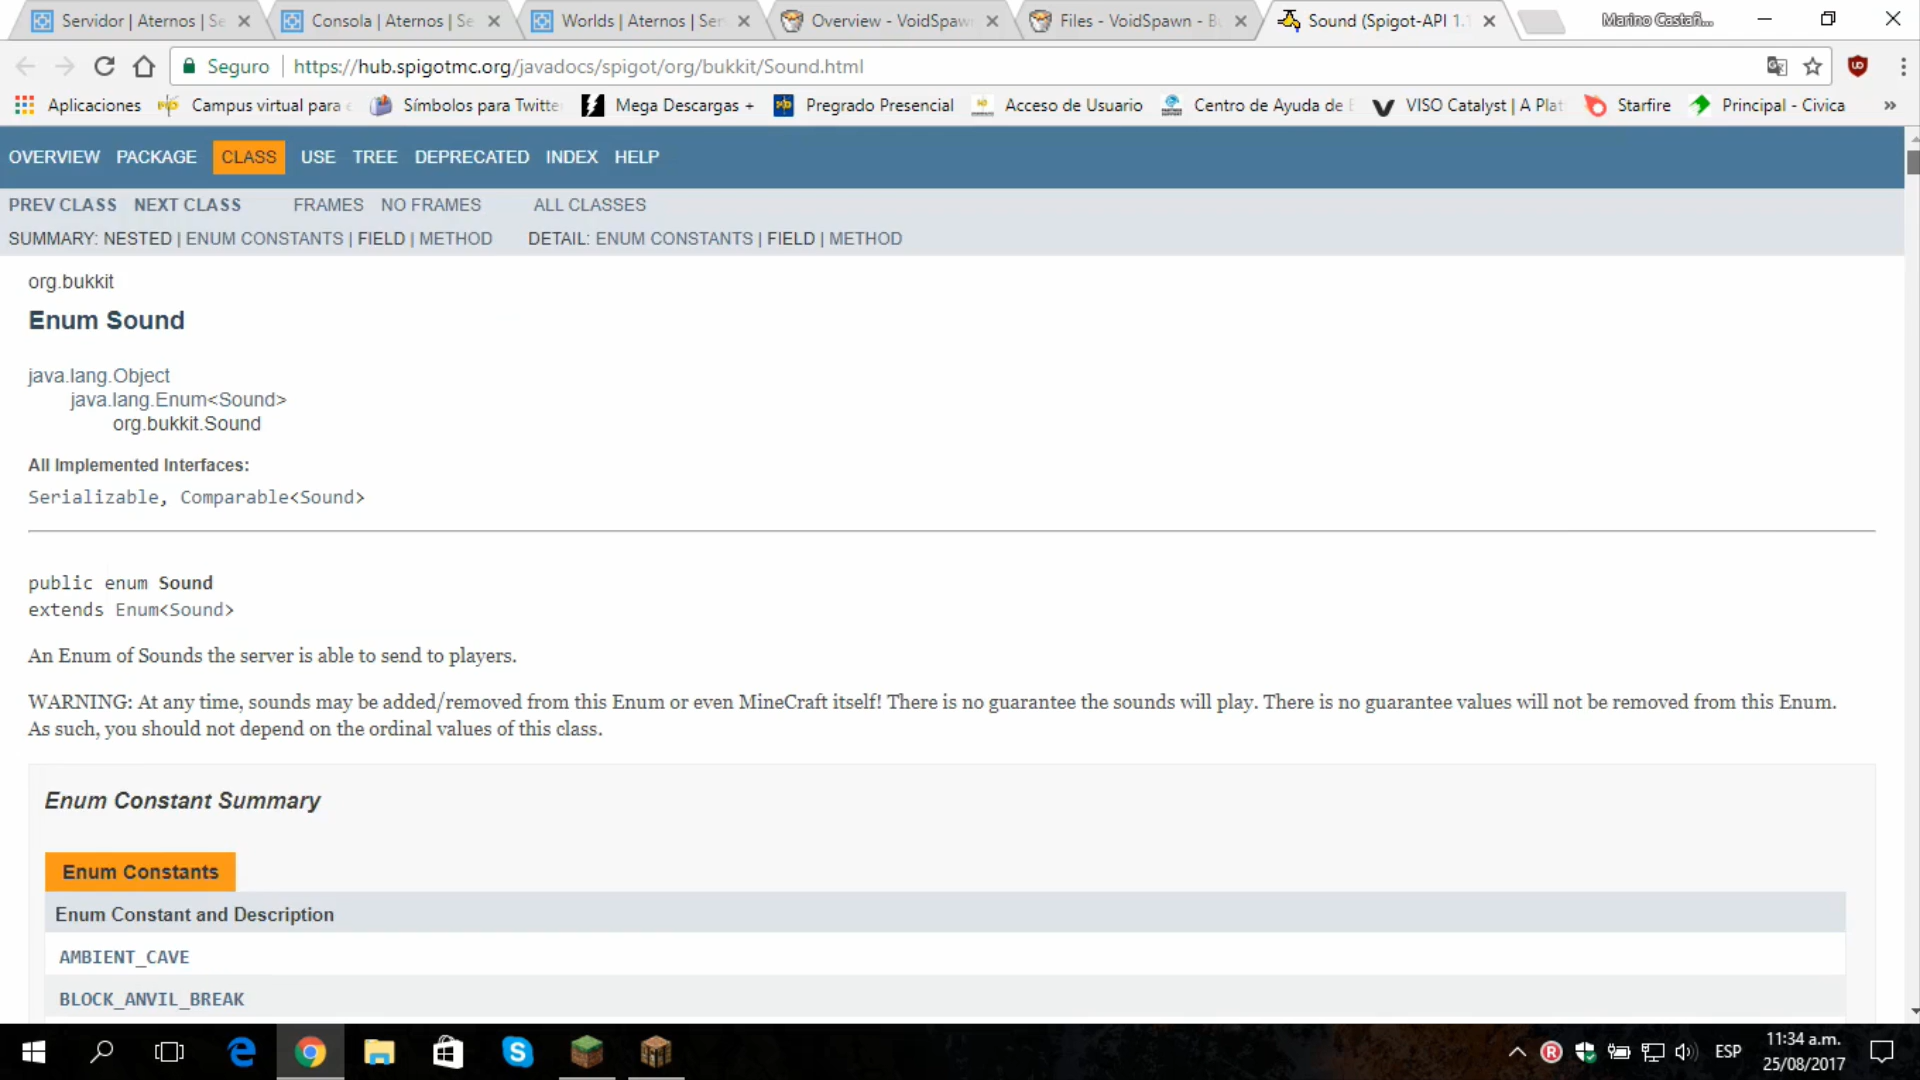 Servidor | Aternos | Se
Consola | Aternos | Se
Worlds | Aternos | Ser
Overview - VoidSpawn
Files - VoidSpawn - Bu
Sound (Spigot-API 1.1
Marino Castañ...
Seguro
https://hub.spigotmc.org/javadocs/spigot/org/bukkit/Sound.html
Aplicaciones
Campus virtual para e
Símbolos para Twitte
Mega Descargas +
Pregrado Presencial
Acceso de Usuario
Centro de Ayuda de E
VISO Catalyst | A Plat
Starfire
Principal - Civica
»
OVERVIEW PACKAGE CLASS USE TREE DEPRECATED INDEX HELP
PREV CLASS NEXT CLASS FRAMES NO FRAMES ALL CLASSES
SUMMARY: NESTED | ENUM CONSTANTS | FIELD | METHOD DETAIL: ENUM CONSTANTS | FIELD | METHOD
org.bukkit
Enum Sound
java.lang.Object
java.lang.Enum<Sound>
org.bukkit.Sound
All Implemented Interfaces:
Serializable, Comparable<Sound>
public enum Sound
extends Enum<Sound>
An Enum of Sounds the server is able to send to players.
WARNING: At any time, sounds may be added/removed from this Enum or even MineCraft itself! There is no guarantee the sounds will play. There is no guarantee values will not be removed from this Enum.
As such, you should not depend on the ordinal values of this class.
Enum Constant Summary
Enum Constants
Enum Constant and Description
AMBIENT_CAVE
BLOCK_ANVIL_BREAK
ESP
11:34 a.m.
25/08/2017